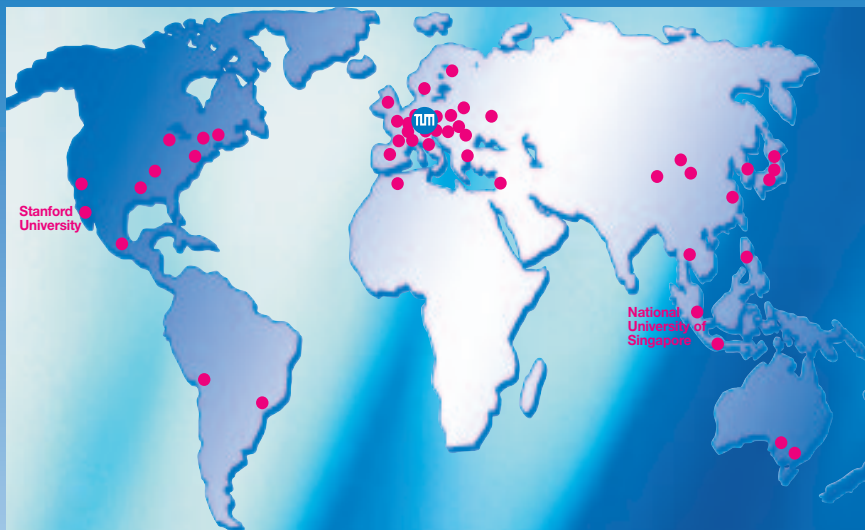 TUM
Stanford
University
National
University of
Singapore